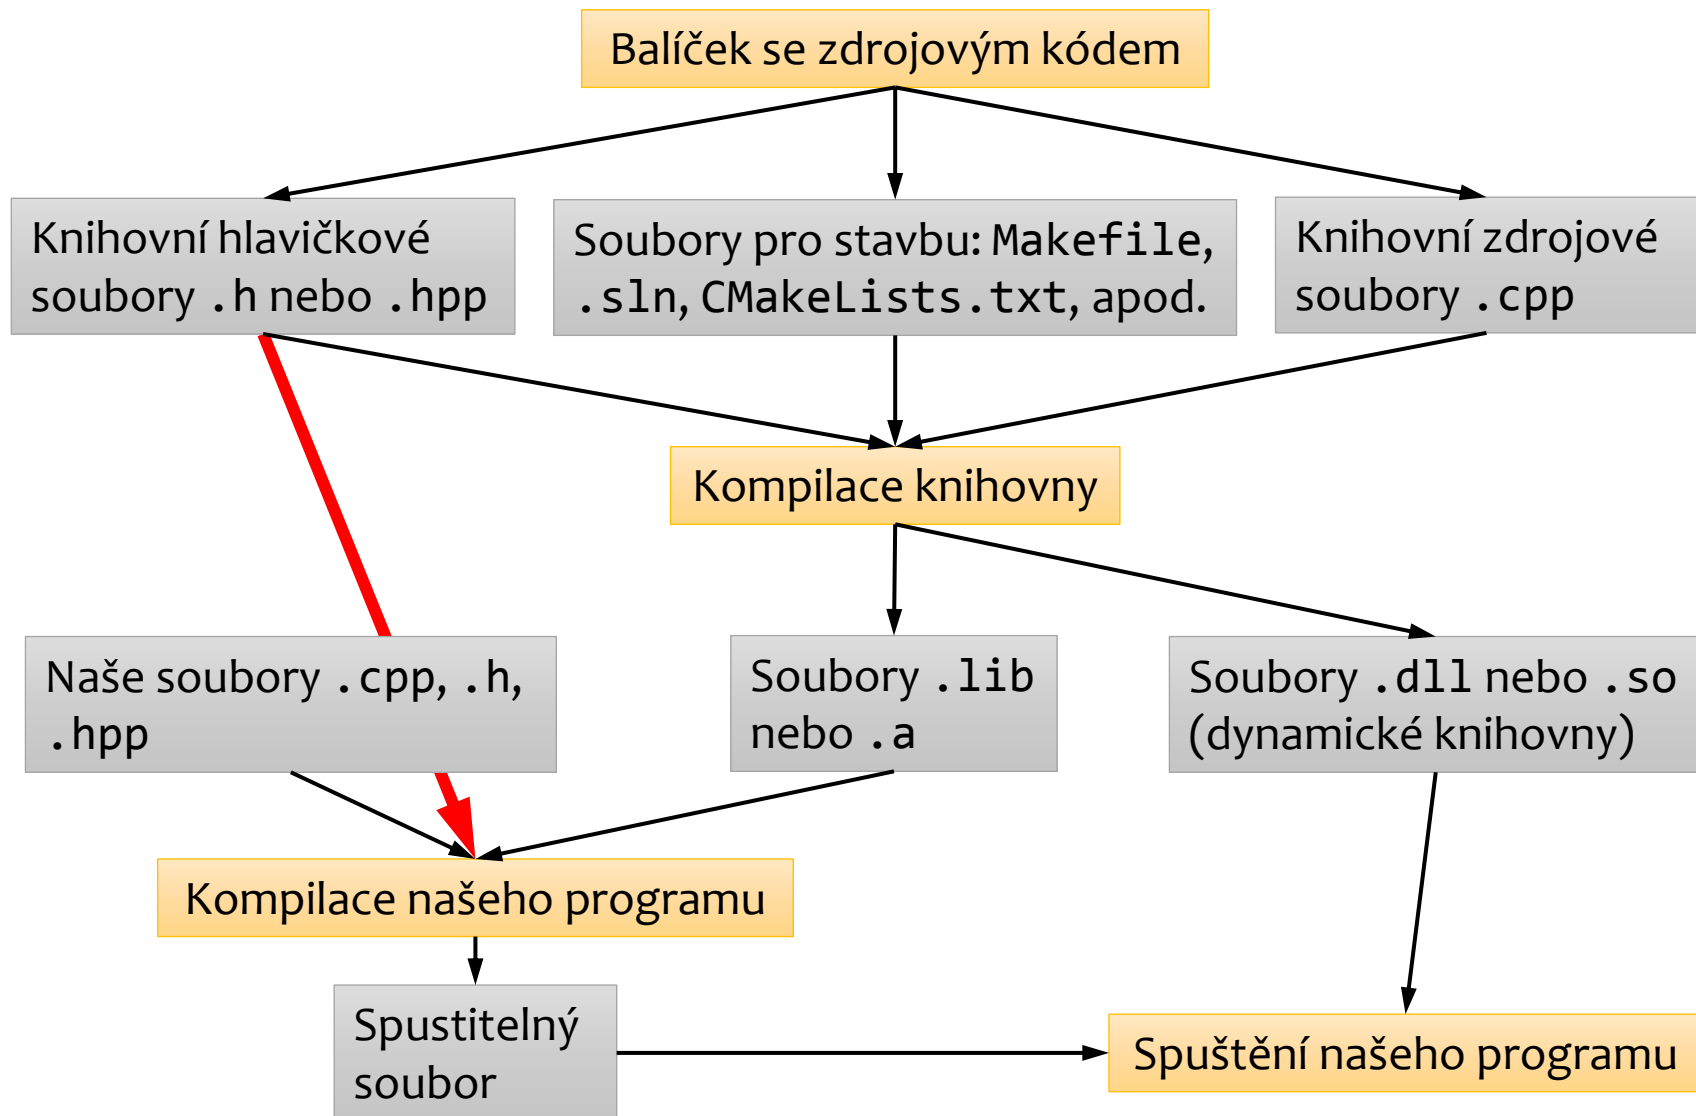 Balíček se zdrojovým kódem
Knihovní hlavičkové
soubory .h nebo .hpp
Soubory pro stavbu: Makefile,
.sln, CMakeLists.txt, apod.
Knihovní zdrojové
soubory .cpp
Kompilace knihovny
Naše soubory .cpp, .h,
.hpp
Soubory .lib
nebo .a
Soubory .dll nebo .so
(dynamické knihovny)
Kompilace našeho programu
Spustitelný
soubor
Spuštění našeho programu